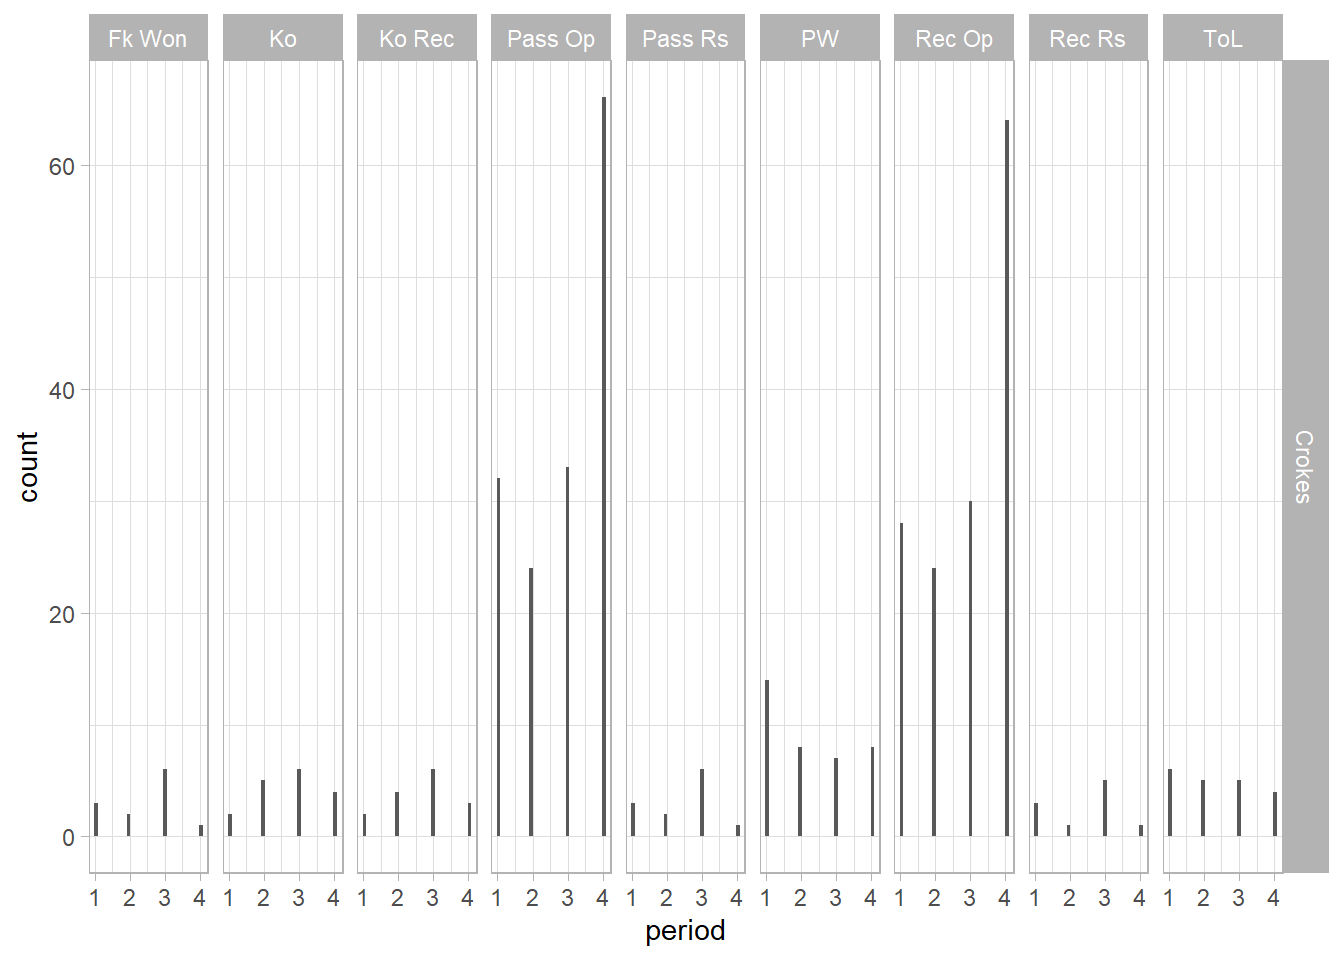 Fk Won Ko Ko Rec Pass Op Pass Rs PW Rec Op Rec Rs ToL
60
40
20
0
count
Crokes
1 2 3 4 1 2 3 4 1 2 3 4 1 2 3 4 1 2 3 4 1 2 3 4 1 2 3 4 1 2 3 4 1 2 3 4
period